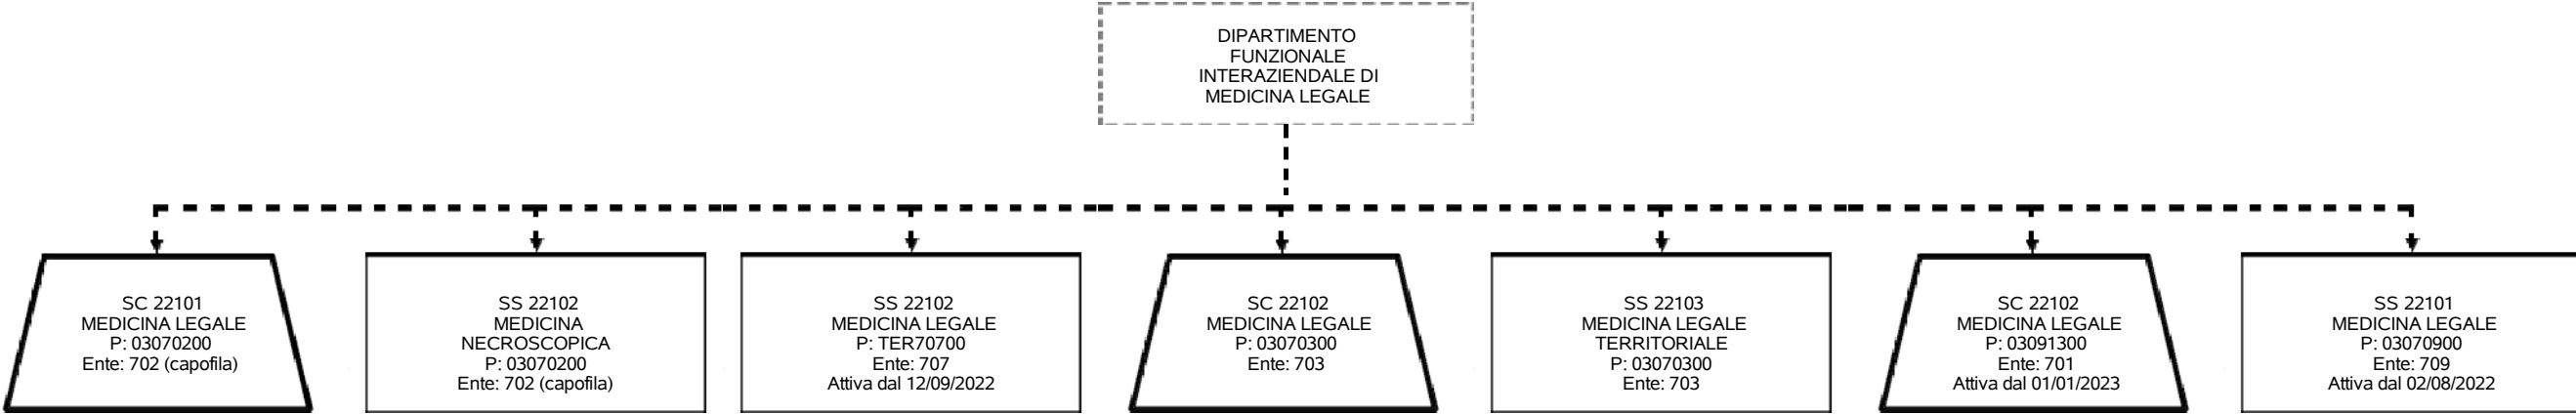 DIPARTIMENTO
FUNZIONALE
INTERAZIENDALE DI
MEDICINA LEGALE
SC 22101
MEDICINA LEGALE
P: 03070200
Ente: 702 (capofila)
SS 22102
MEDICINA
NECROSCOPICA
P: 03070200
Ente: 702 (capofila)
SS 22102
MEDICINA LEGALE
P: TER70700
Ente: 707
Attiva dal 12/09/2022
SC 22102
MEDICINA LEGALE
P: 03070300
Ente: 703
SS 22103
MEDICINA LEGALE
TERRITORIALE
P: 03070300
Ente: 703
SC 22102
MEDICINA LEGALE
P: 03091300
Ente: 701
Attiva dal 01/01/2023
SS 22101
MEDICINA LEGALE
P: 03070900
Ente: 709
Attiva dal 02/08/2022